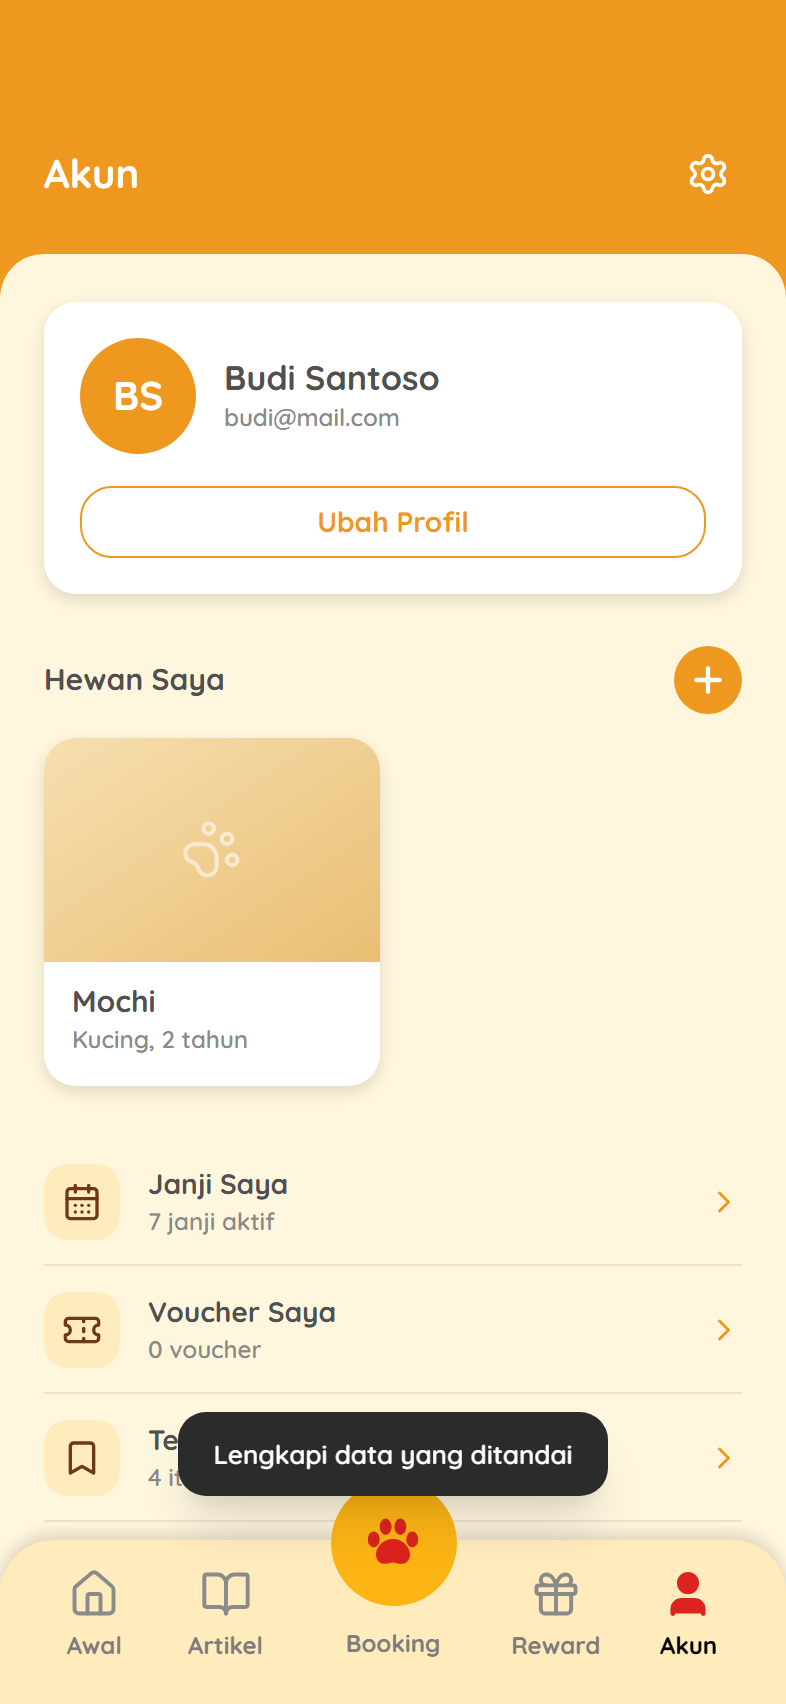 Akun
BS
Budi Santoso
budi@mail.com
Ubah Profil
Hewan Saya
Mochi
Kucing, 2 tahun
Janji Saya
7 janji aktif
Voucher Saya
0 voucher
Lengkapi data yang ditandai
Awal
Artikel
Booking
Reward
Akun